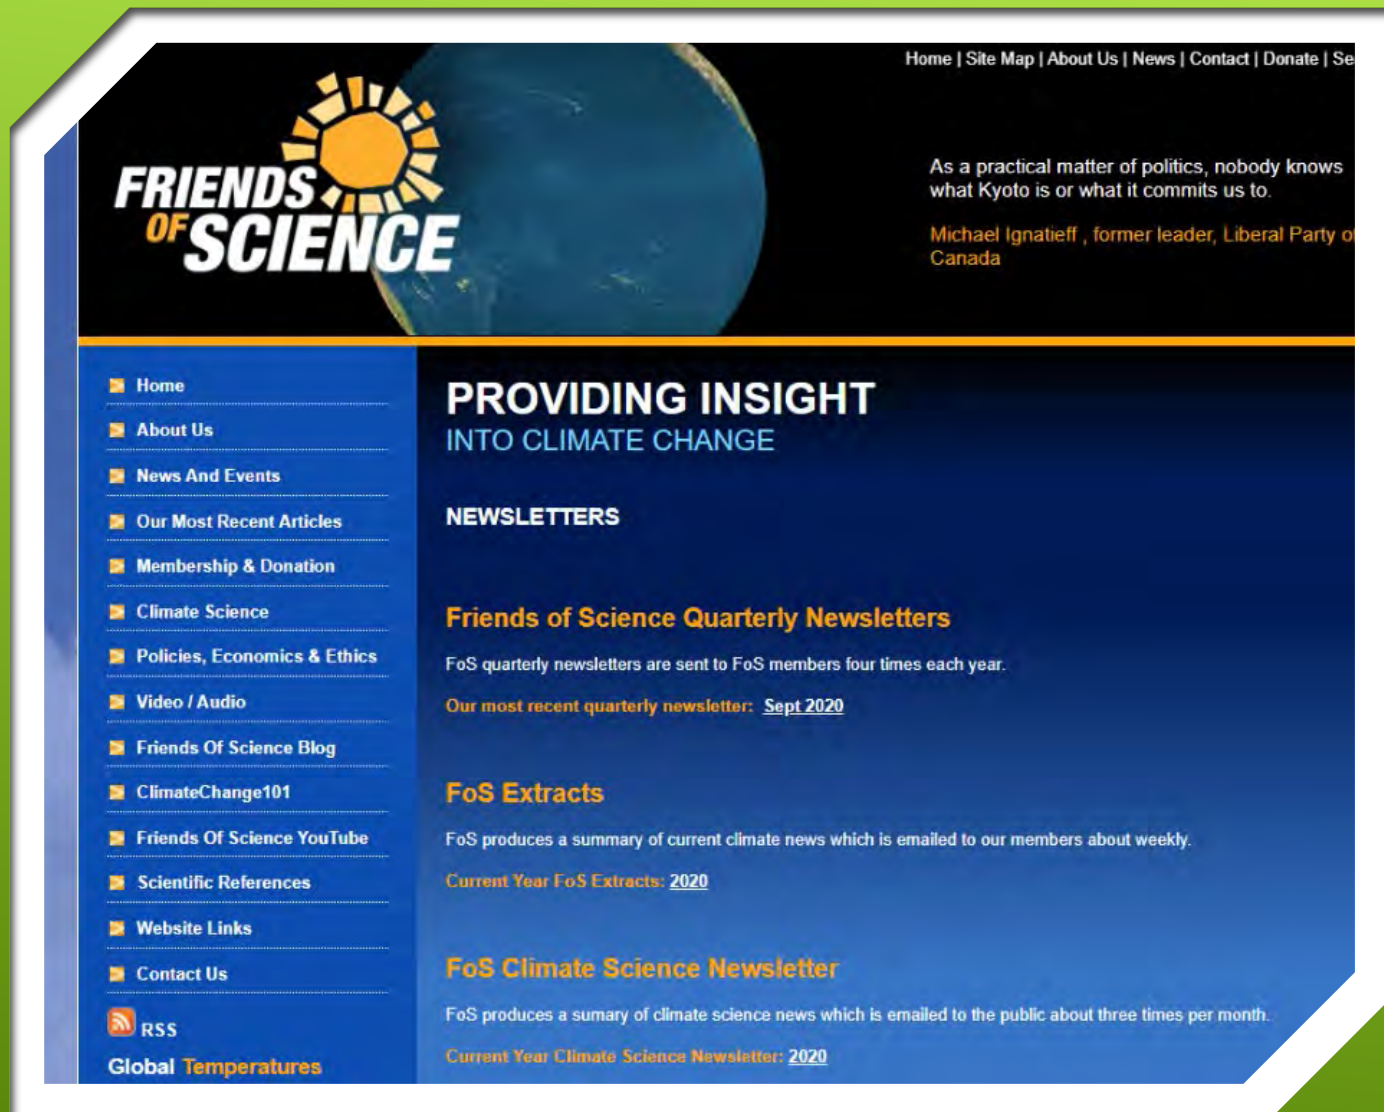 Home | Site Map | About Us | News | Contact | Donate | Se
FRIENDS
OF SCIENCE
As a practical matter of politics, nobody knows
what Kyoto is or what it commits us to.
Michael Ignatieff , former leader, Liberal Party of
Canada
Home
About Us
News And Events
Our Most Recent Articles
Membership & Donation
Climate Science
Policies, Economics & Ethics
Video / Audio
Friends Of Science Blog
ClimateChange101
Friends Of Science YouTube
Scientific References
Website Links
Contact Us
RSS
Global Temperatures
PROVIDING INSIGHT
INTO CLIMATE CHANGE
NEWSLETTERS
Friends of Science Quarterly Newsletters
FoS quarterly newsletters are sent to FoS members four times each year.
Our most recent quarterly newsletter: Sept 2020
FoS Extracts
FoS produces a summary of current climate news which is emailed to our members about weekly.
Current Year FoS Extracts: 2020
FoS Climate Science Newsletter
FoS produces a sumary of climate science news which is emailed to the public about three times per month.
Current Year Climate Science Newsletter: 2020